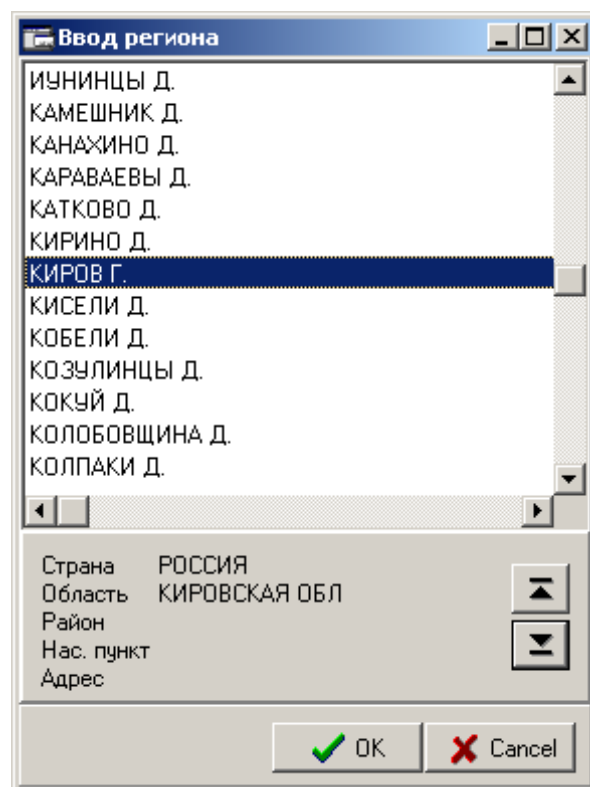 Ввод региона
ИУНИНЦЫ Д.
КАМЕШНИК Д.
КАНАХИНО Д.
КАРАВАЕВЫ Д.
КАТКОВО Д.
КИРИНО Д.
КИРОВ Г.
КИСЕЛИ Д.
КОБЕЛИ Д.
КОЗУЛИНЦЫ Д.
КОКУЙ Д.
КОЛОБОВЩИНА Д.
КОЛПАКИ Д.
Страна РОССИЯ
Область КИРОВСКАЯ ОБЛ
Район
Нас. пункт
Адрес
OK Cancel